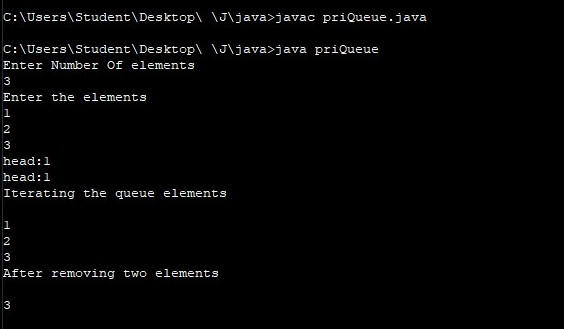 C:\Users\Student\Desktop\ \J\java>javac priQueue.java
C:\Users\Student\Desktop\ \J\java>java priQueue
Enter Number Of elements
3
Enter the elements
1
2
3
head:1
head:1
Iterating the queue elements
1
2
3
After removing two elements
3